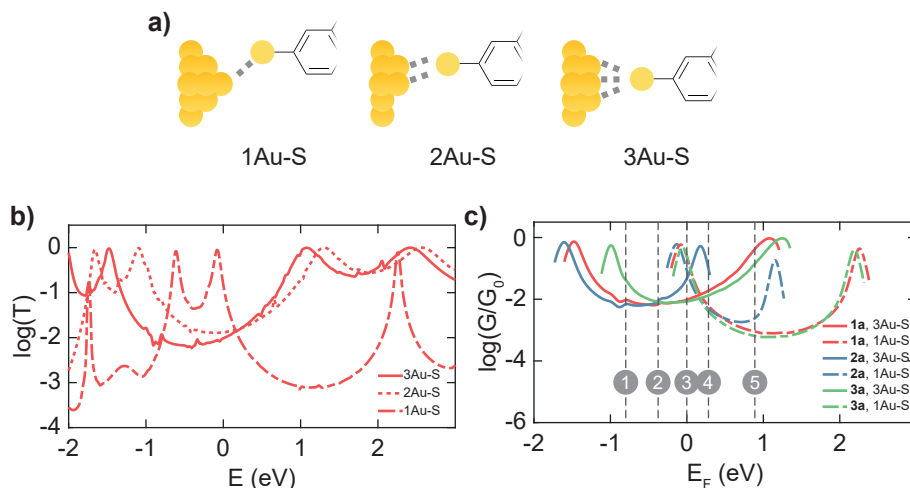 a)
1Au-S
2Au-S
3Au-S
b)
log(T)
0
-1
-2
-3
-4
3Au-S
2Au-S
1Au-S
-2
-1
0
1
2
E (eV)
c)
log(G/G0)
0
-2
-4
-6
1
2
3
4
5
1a, 3Au-S
1a, 1Au-S
2a, 3Au-S
2a, 1Au-S
3a, 3Au-S
3a, 1Au-S
-2
-1
0
1
2
EF (eV)